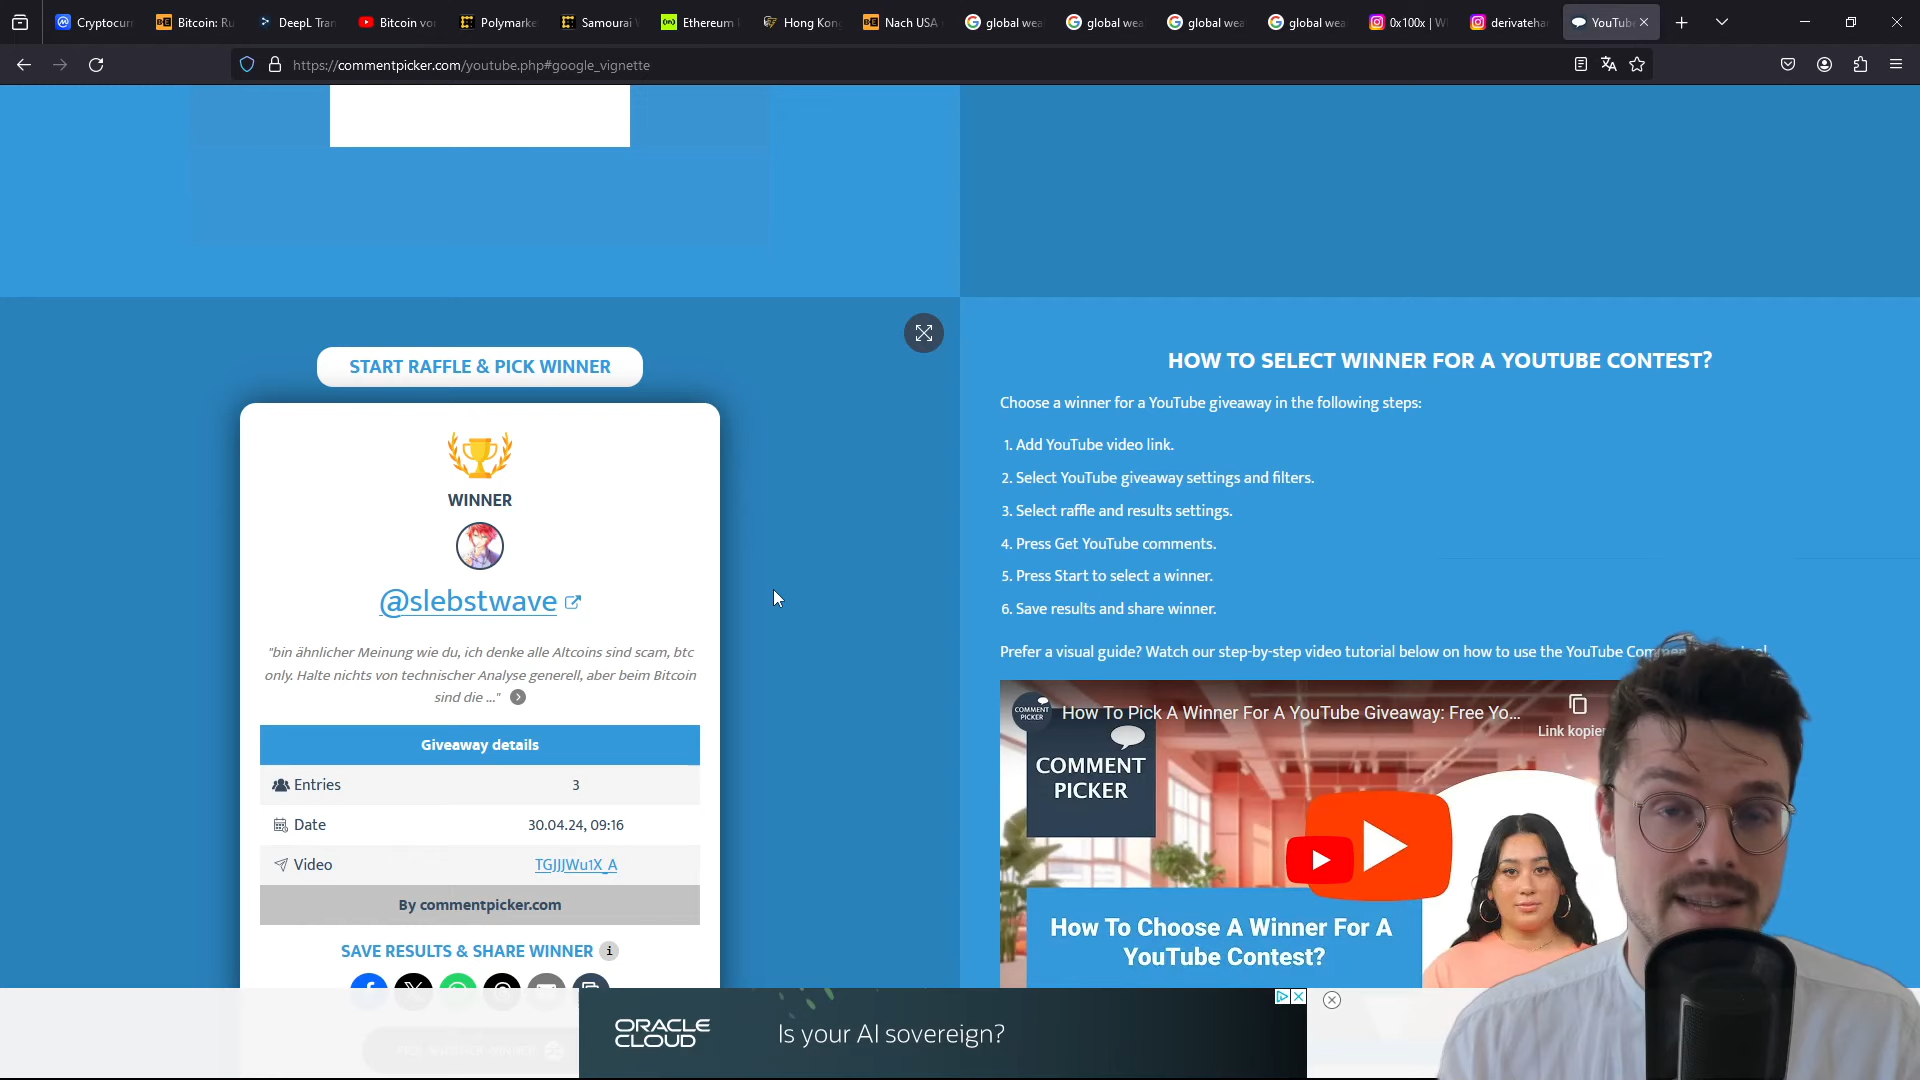 Cryptocurr
Bitcoin: Ru
DeepL Tran
Bitcoin vo
Polymarke
Samourai
Ethereum
Hong Kong
Nach USA
global wea
global wea
global wea
global wea
0x100x | W
derivateha
YouTube
https://commentpicker.com/youtube.php#google_vignette
START RAFFLE & PICK WINNER
WINNER
@slebstwave
"bin ähnlicher Meinung wie du, ich denke alle Altcoins sind scam, btc
only. Halte nichts von technischer Analyse generell, aber beim Bitcoin
sind die ..."
Giveaway details
Entries 3
Date 30.04.24, 09:16
Video TGJJJWu1X_A
By commentpicker.com
SAVE RESULTS & SHARE WINNER i
HOW TO SELECT WINNER FOR A YOUTUBE CONTEST?
Choose a winner for a YouTube giveaway in the following steps:
1. Add YouTube video link.
2. Select YouTube giveaway settings and filters.
3. Select raffle and results settings.
4. Press Get YouTube comments.
5. Press Start to select a winner.
6. Save results and share winner.
Prefer a visual guide? Watch our step-by-step video tutorial below on how to use the YouTube Comm
COMMENT
PICKER
How To Pick A Winner For A YouTube Giveaway: Free Yo...
Link kopier
COMMENT
PICKER
How To Choose A Winner For A
YouTube Contest?
ORACLE
CLOUD
Is your AI sovereign?